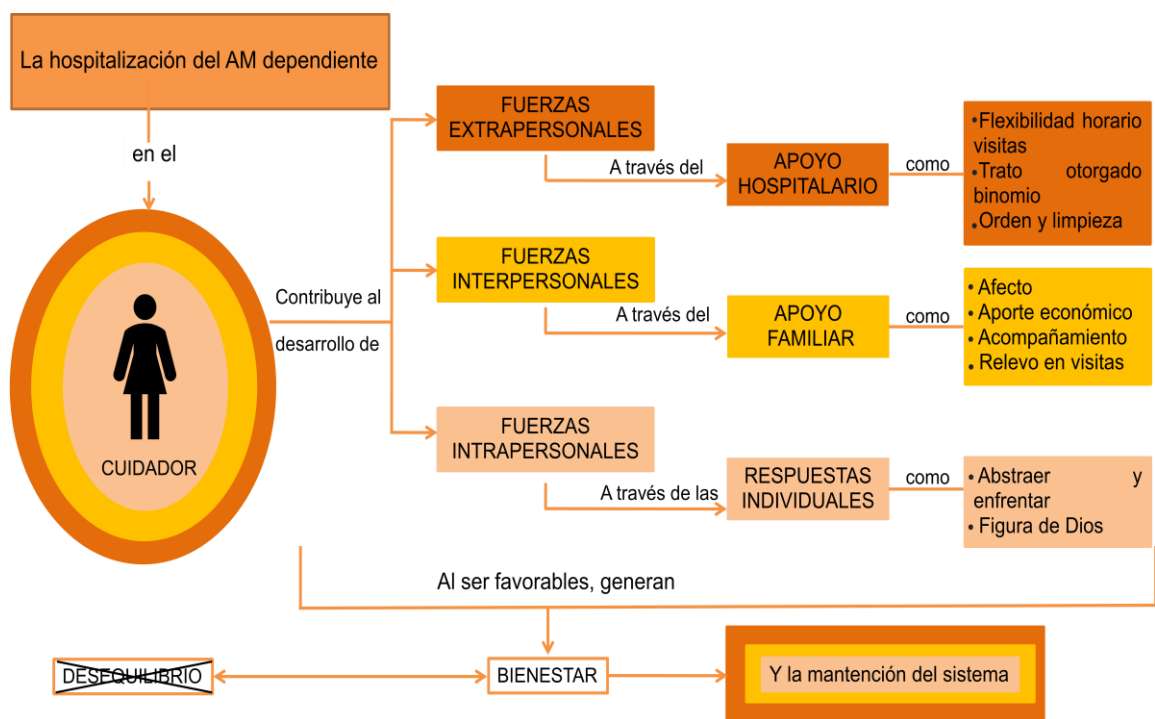 La hospitalización del AM dependiente
en el
CUIDADOR
Contribuye al
desarrollo de
FUERZAS
EXTRAPERSONALES
A través del
APOYO
HOSPITALARIO
como
•Flexibilidad horario
visitas
•Trato otorgado
binomio
•Orden y limpieza
FUERZAS
INTERPERSONALES
A través del
APOYO
FAMILIAR
como
• Afecto
• Aporte económico
• Acompañamiento
• Relevo en visitas
FUERZAS
INTRAPERSONALES
A través de las
RESPUESTAS
INDIVIDUALES
como
•Abstraer y
enfrentar
• Figura de Dios
Al ser favorables, generan
DESEQUILIBRIO
BIENESTAR
Y la mantención del sistema